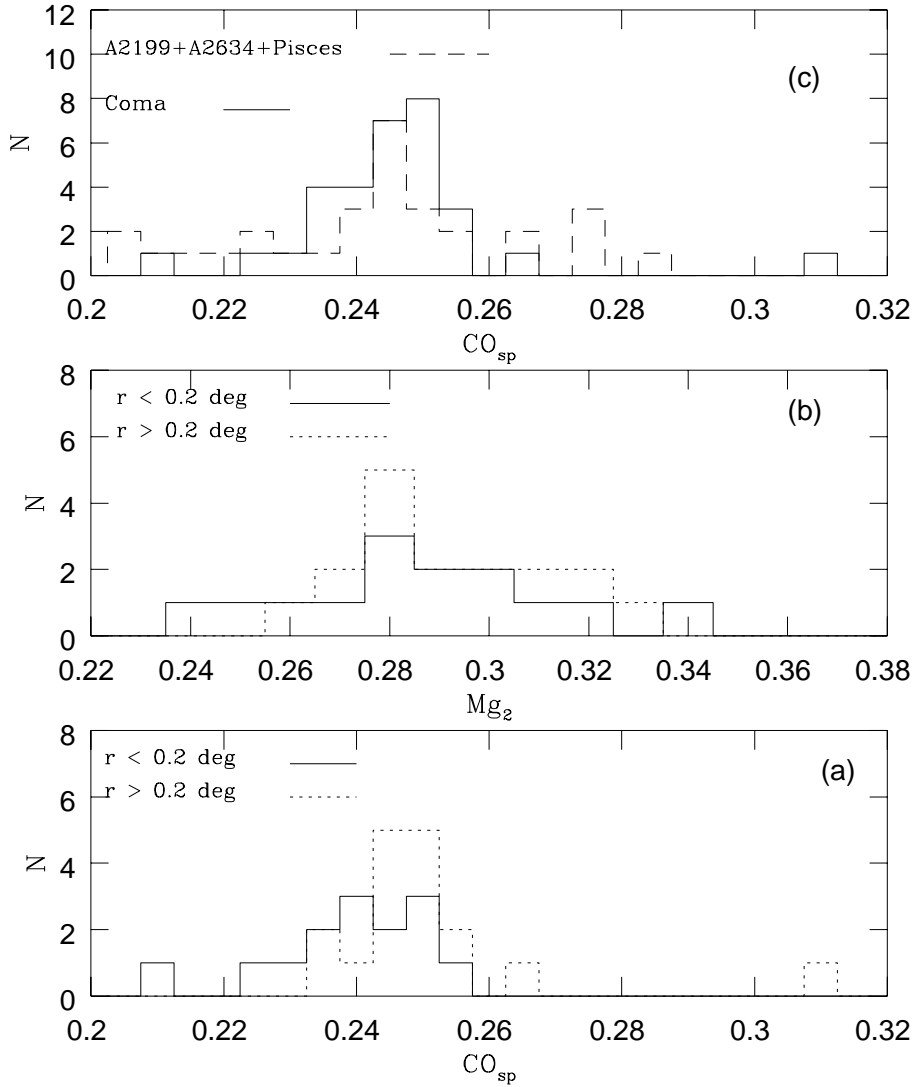 12
10
8
6
4
2
0
N
A2199+A2634+Pisces
Coma
(c)
0.2 0.22 0.24 0.26 0.28 0.3 0.32
CO_sp
8
6
4
2
0
N
r < 0.2 deg
r > 0.2 deg
(b)
0.22 0.24 0.26 0.28 0.3 0.32 0.34 0.36 0.38
Mg_2
8
6
4
2
0
N
r < 0.2 deg
r > 0.2 deg
(a)
0.2 0.22 0.24 0.26 0.28 0.3 0.32
CO_sp